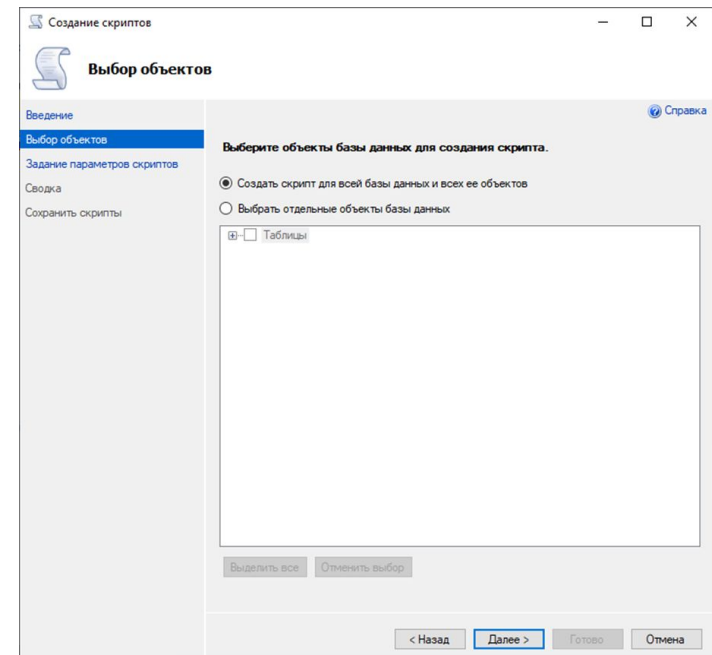 Создание скриптов
Выбор объектов
Справка
Введение
Выбор объектов
Задание параметров скриптов
Сводка
Сохранить скрипты
Выберите объекты базы данных для создания скрипта.
Создать скрипт для всей базы данных и всех ее объектов
Выбрать отдельные объекты базы данных
Таблицы
Выделить все
Отменить выбор
< Назад
Далее >
Готово
Отмена